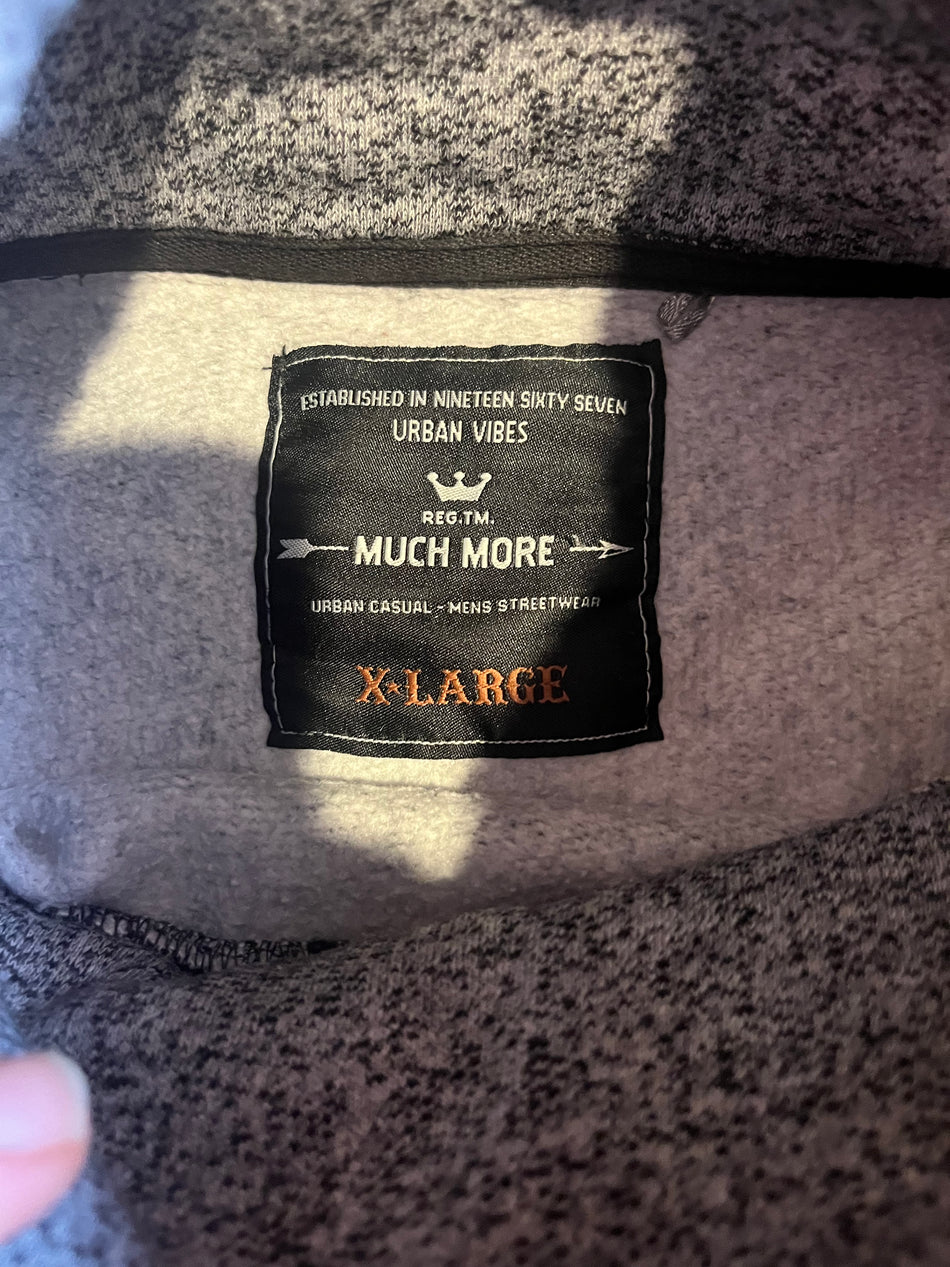 ESTABLISHED IN NINETEEN SIXTY SEVEN
URBAN VIBES
REG.TM.
MUCH MORE
URBAN CASUAL - MENS STREETWEAR
X★LARGE